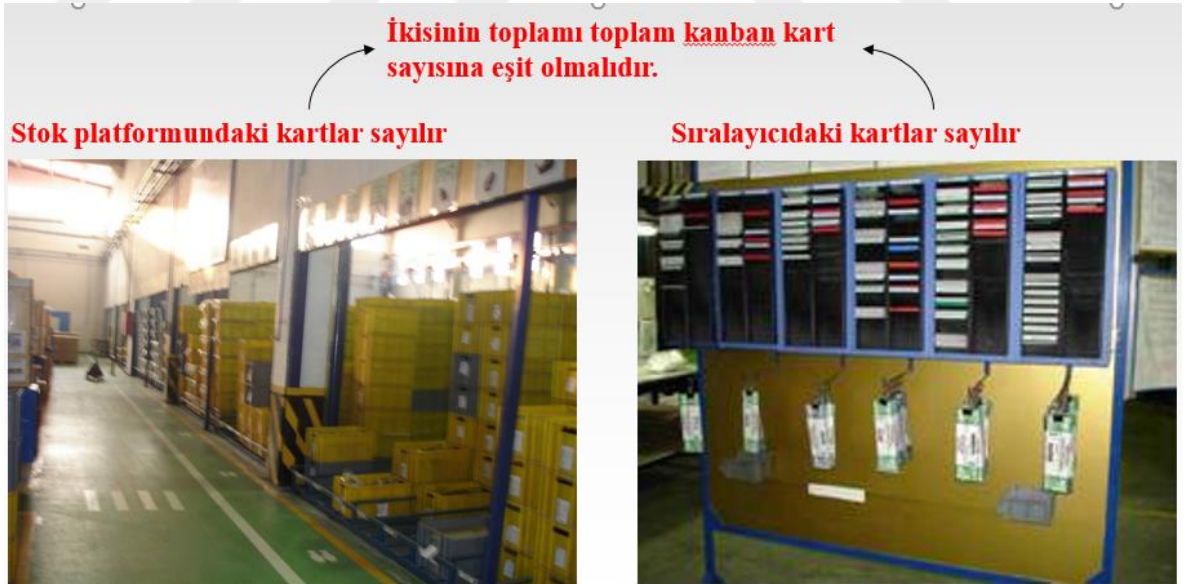 İkisinin toplamı toplam kanban kart
sayısına eşit olmalıdır.
Stok platformundaki kartlar sayılır
Sıralayıcıdaki kartlar sayılır